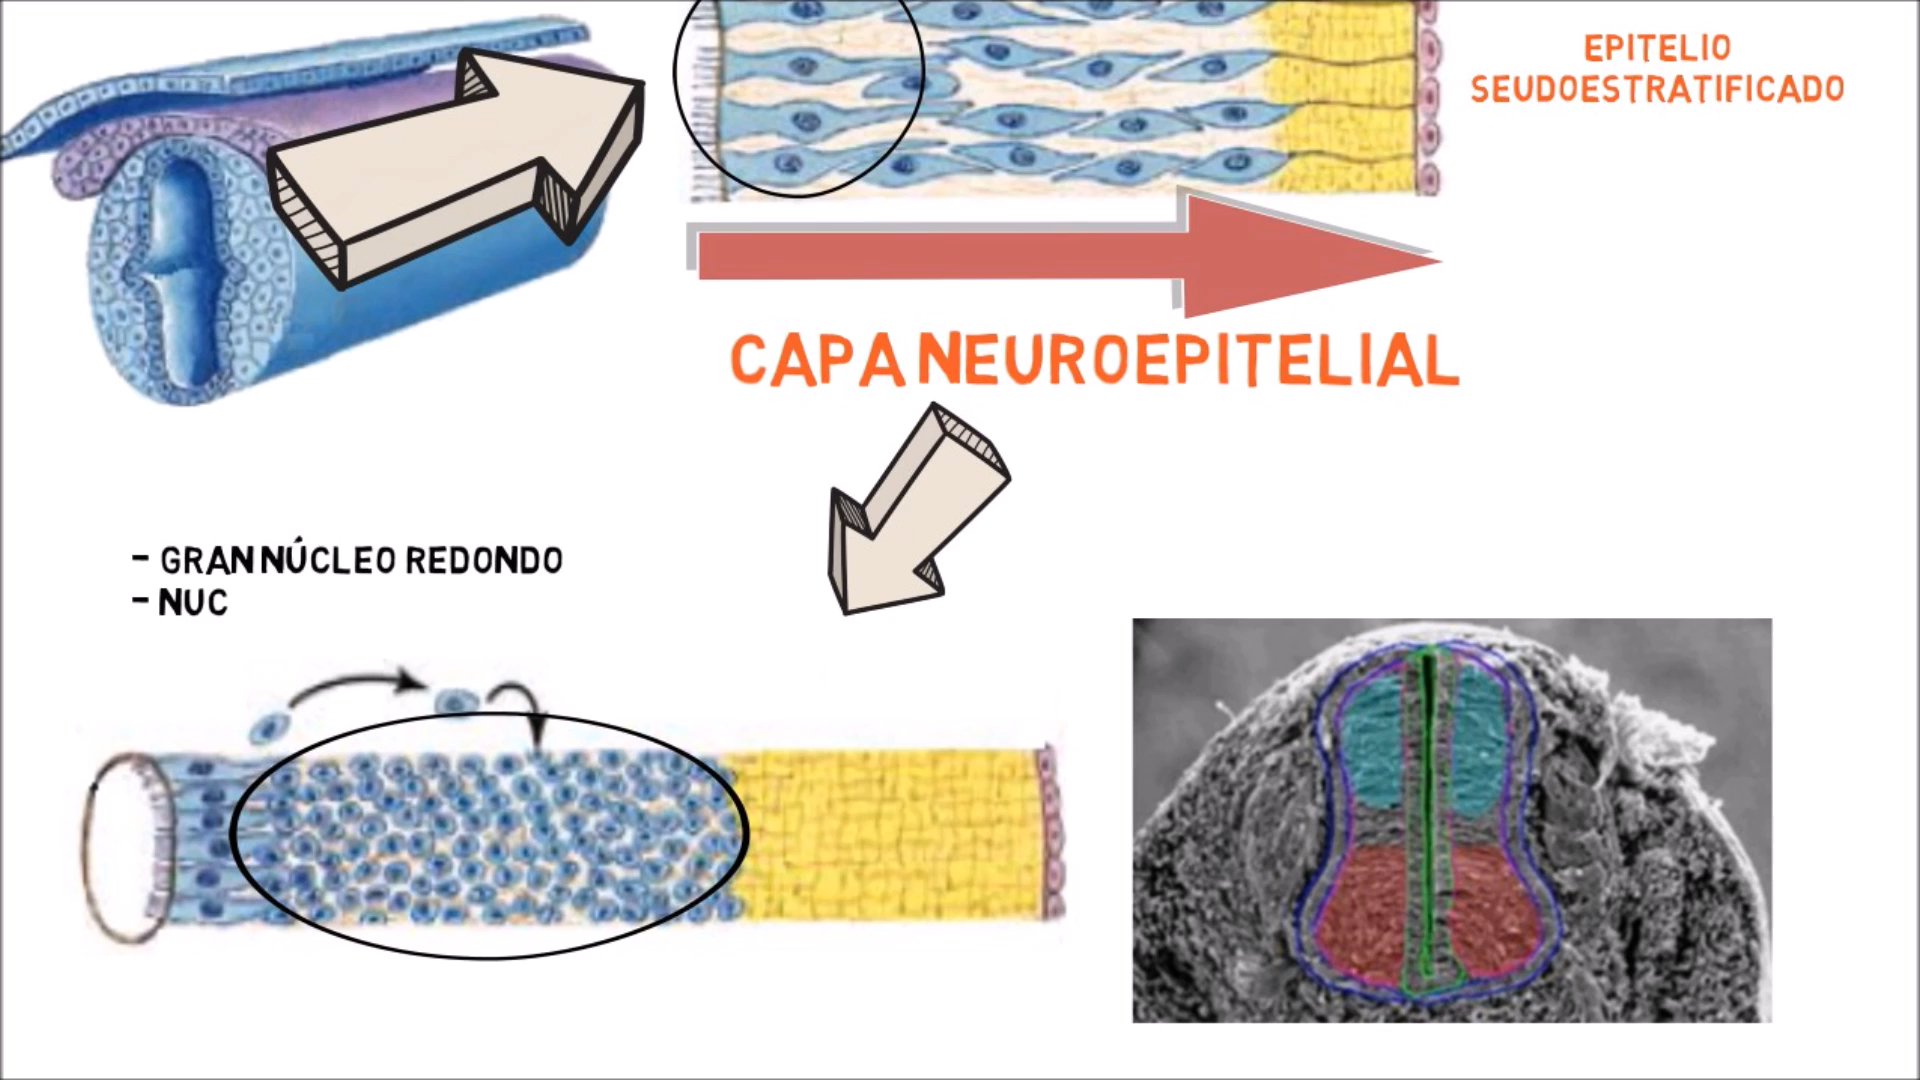 EPITELIO
SEUDOESTRATIFICADO
CAPA NEUROEPITELIAL
- GRAN NÚCLEO REDONDO
- NUC